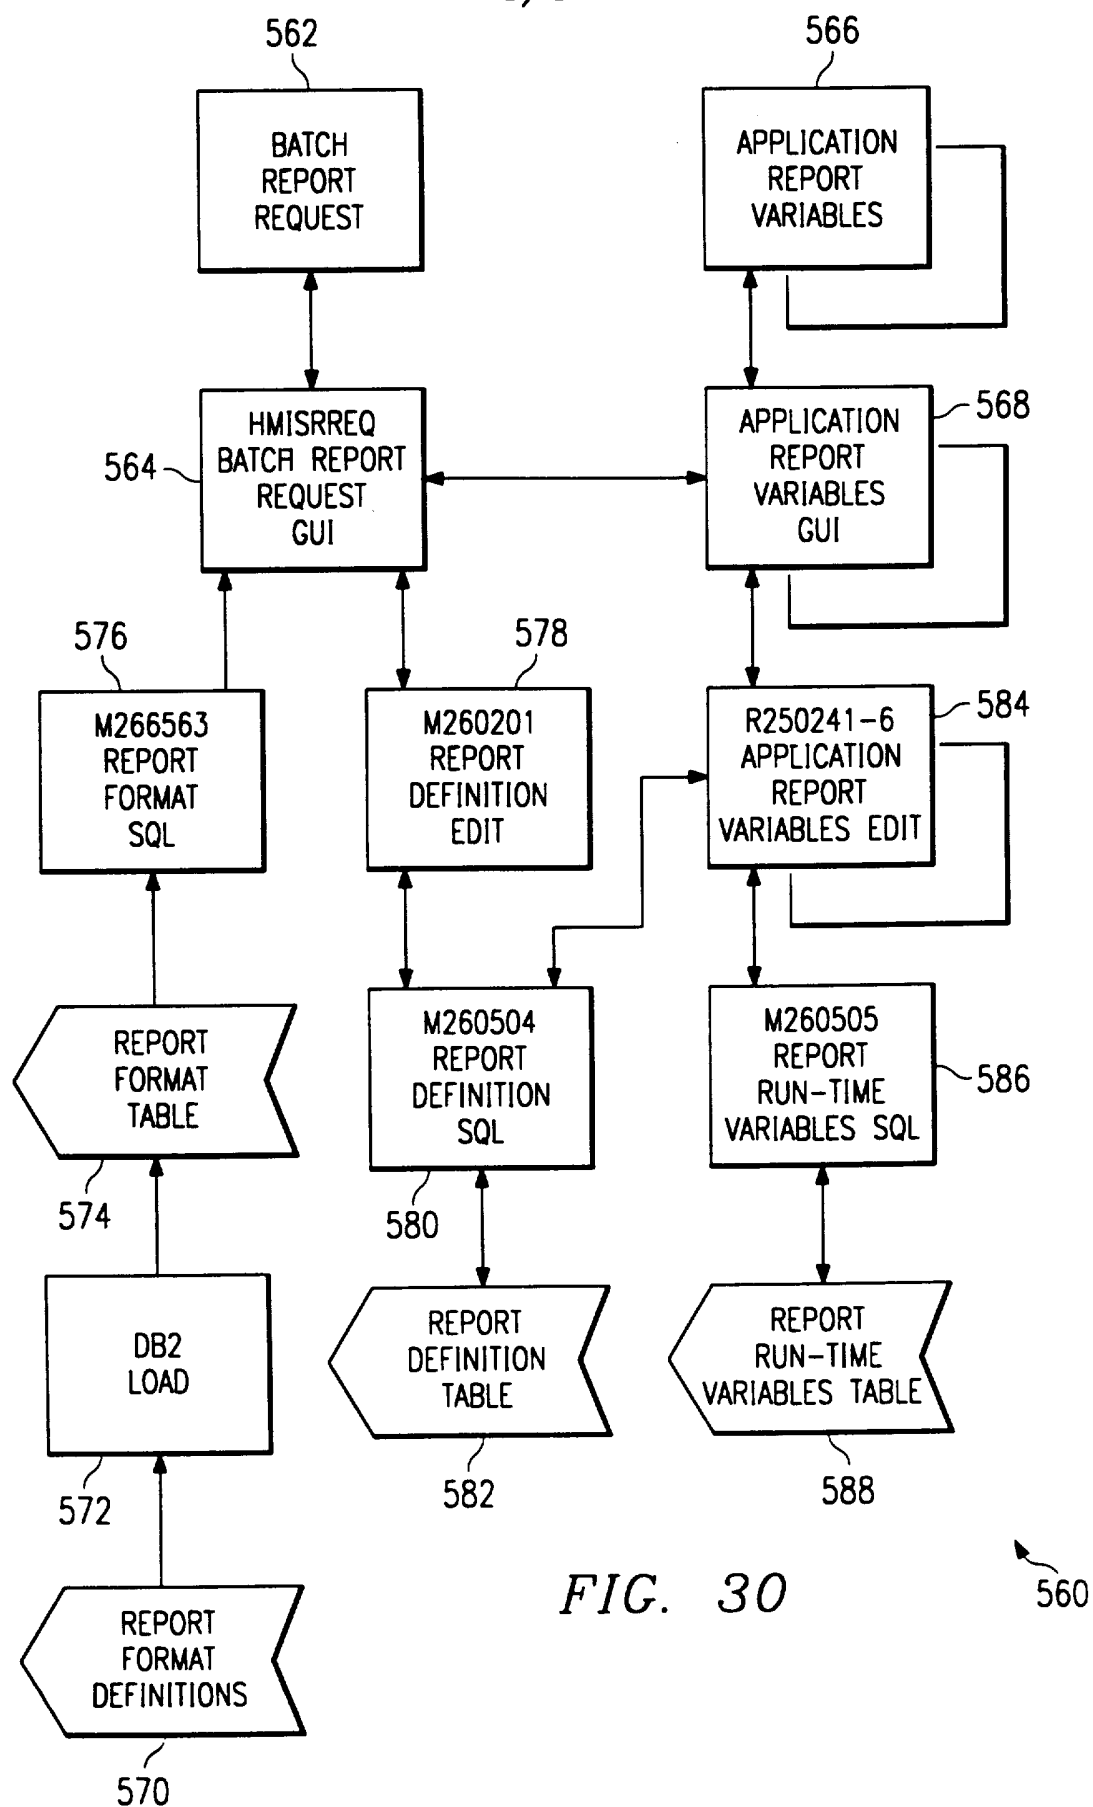 562
566
BATCH
REPORT
REQUEST
APPLICATION
REPORT
VARIABLES
HMISRREQ
BATCH REPORT
REQUEST
GUI
564
APPLICATION
REPORT
VARIABLES
GUI
568
576
578
M266563
REPORT
FORMAT
SQL
M260201
REPORT
DEFINITION
EDIT
R250241-6
APPLICATION
REPORT
VARIABLES EDIT
584
REPORT
FORMAT
TABLE
574
M260504
REPORT
DEFINITION
SQL
580
M260505
REPORT
RUN-TIME
VARIABLES SQL
586
DB2
LOAD
572
REPORT
DEFINITION
TABLE
582
REPORT
RUN-TIME
VARIABLES TABLE
588
REPORT
FORMAT
DEFINITIONS
570
FIG. 30
560